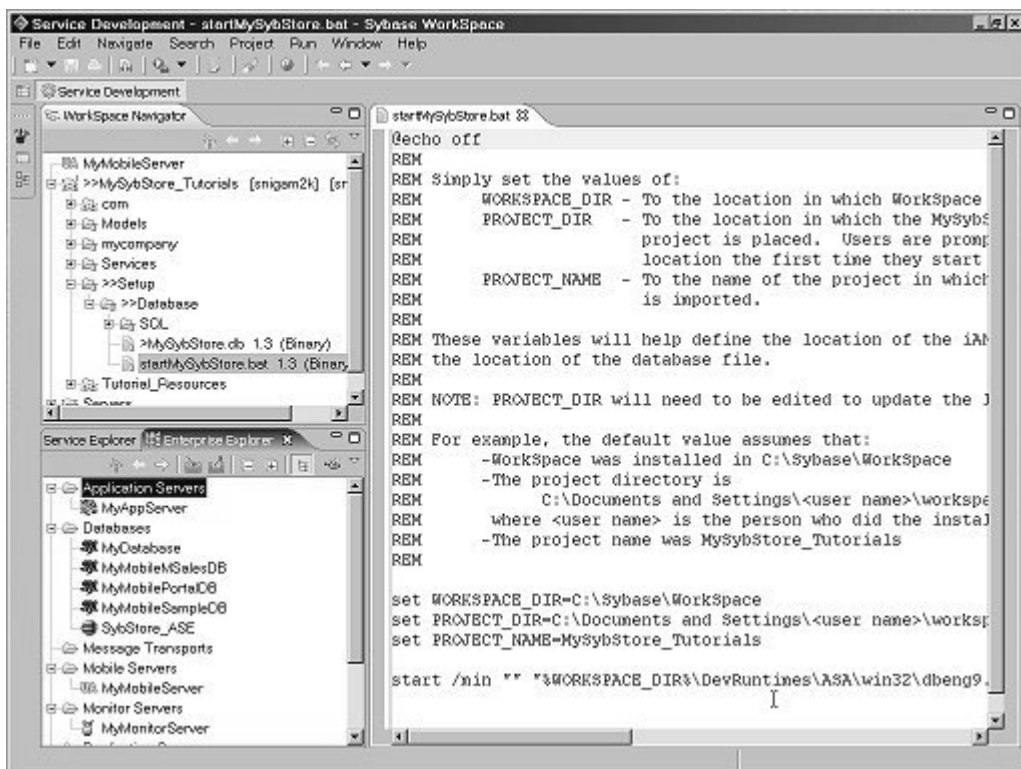 Service Development - startMySybStore.bat - Sybase WorkSpace
File Edit Navigate Search Project Run Window Help
Service Development
WorkSpace Navigator
MyMobileServer
>>MySybStore_Tutorials [snigam2k] [sr
com
Models
mycompany
Services
>>Setup
>>Database
SQL
>MySybStore.db 1.3 (Binary)
startMySybStore.bat 1.3 (Binary
Tutorial_Resources
Servers
Service Explorer Enterprise Explorer
Application Servers
MyAppServer
Databases
MyDatabase
MyMobileMSalesDB
MyMobilePortalDB
MyMobileSampleDB
SybStore_ASE
Message Transports
Mobile Servers
MyMobileServer
Monitor Servers
MyMonitorServer
startMySybStore.bat
@echo off
REM
REM Simply set the values of:
REM WORKSPACE_DIR - To the location in which WorkSpace
REM PROJECT_DIR - To the location in which the MySybS
REM project is placed. Users are promp
REM location the first time they start
REM PROJECT_NAME - To the name of the project in which
REM is imported.
REM
REM These variables will help define the location of the iAN
REM the location of the database file.
REM
REM NOTE: PROJECT_DIR will need to be edited to update the
REM
REM For example, the default value assumes that:
REM -WorkSpace was installed in C:\Sybase\WorkSpace
REM -The project directory is
REM C:\Documents and Settings\<user name>\workspa
REM where <user name> is the person who did the instal
REM -The project name was MySybStore_Tutorials
REM
set WORKSPACE_DIR=C:\Sybase\WorkSpace
set PROJECT_DIR=C:\Documents and Settings\<user name>\worksp
set PROJECT_NAME=MySybStore_Tutorials
start /min "" "%WORKSPACE_DIR%\DevRuntimes\ASA\win32\dbeng9.